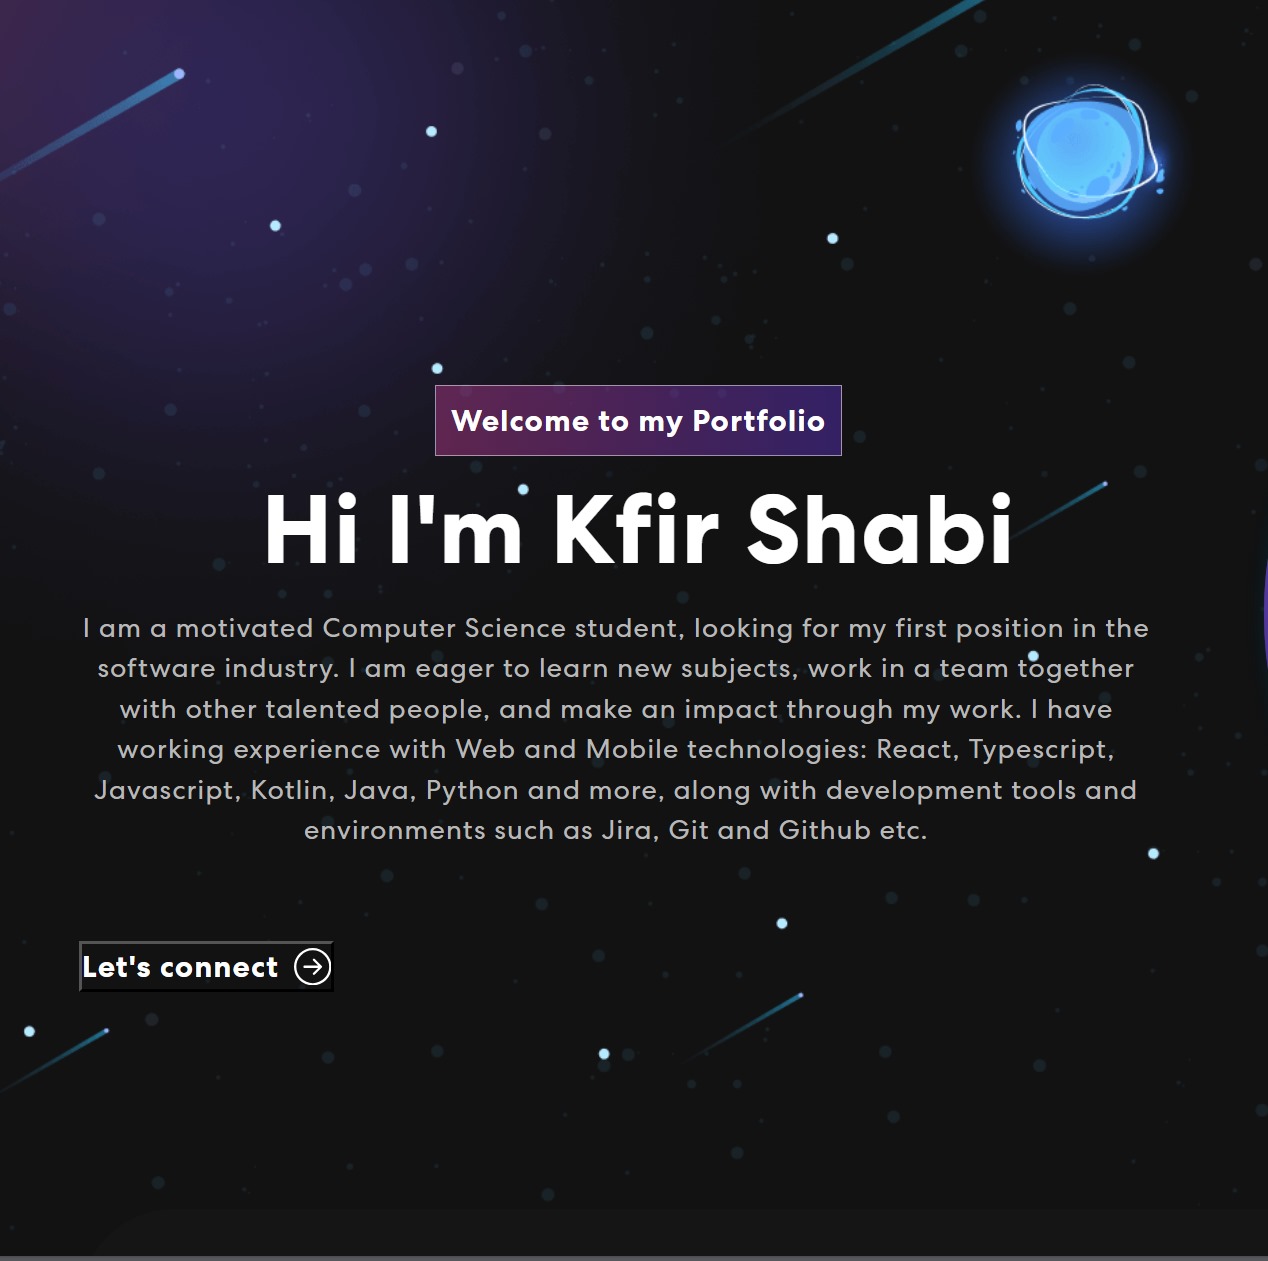 Welcome to my Portfolio
Hi I'm Kfir Shabi
I am a motivated Computer Science student, looking for my first position in the
software industry. I am eager to learn new subjects, work in a team together
with other talented people, and make an impact through my work. I have
working experience with Web and Mobile technologies: React, Typescript,
Javascript, Kotlin, Java, Python and more, along with development tools and
environments such as Jira, Git and Github etc.
Let's connect